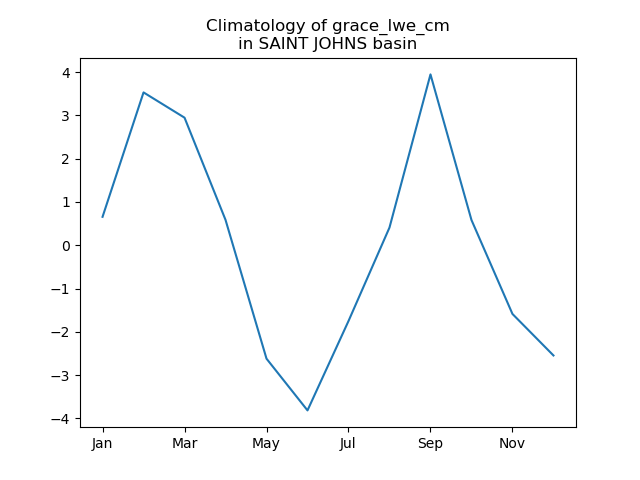 Climatology of grace_lwe_cm
in SAINT JOHNS basin
4
3
2
1
0
−1
−2
−3
−4
Jan
Mar
May
Jul
Sep
Nov